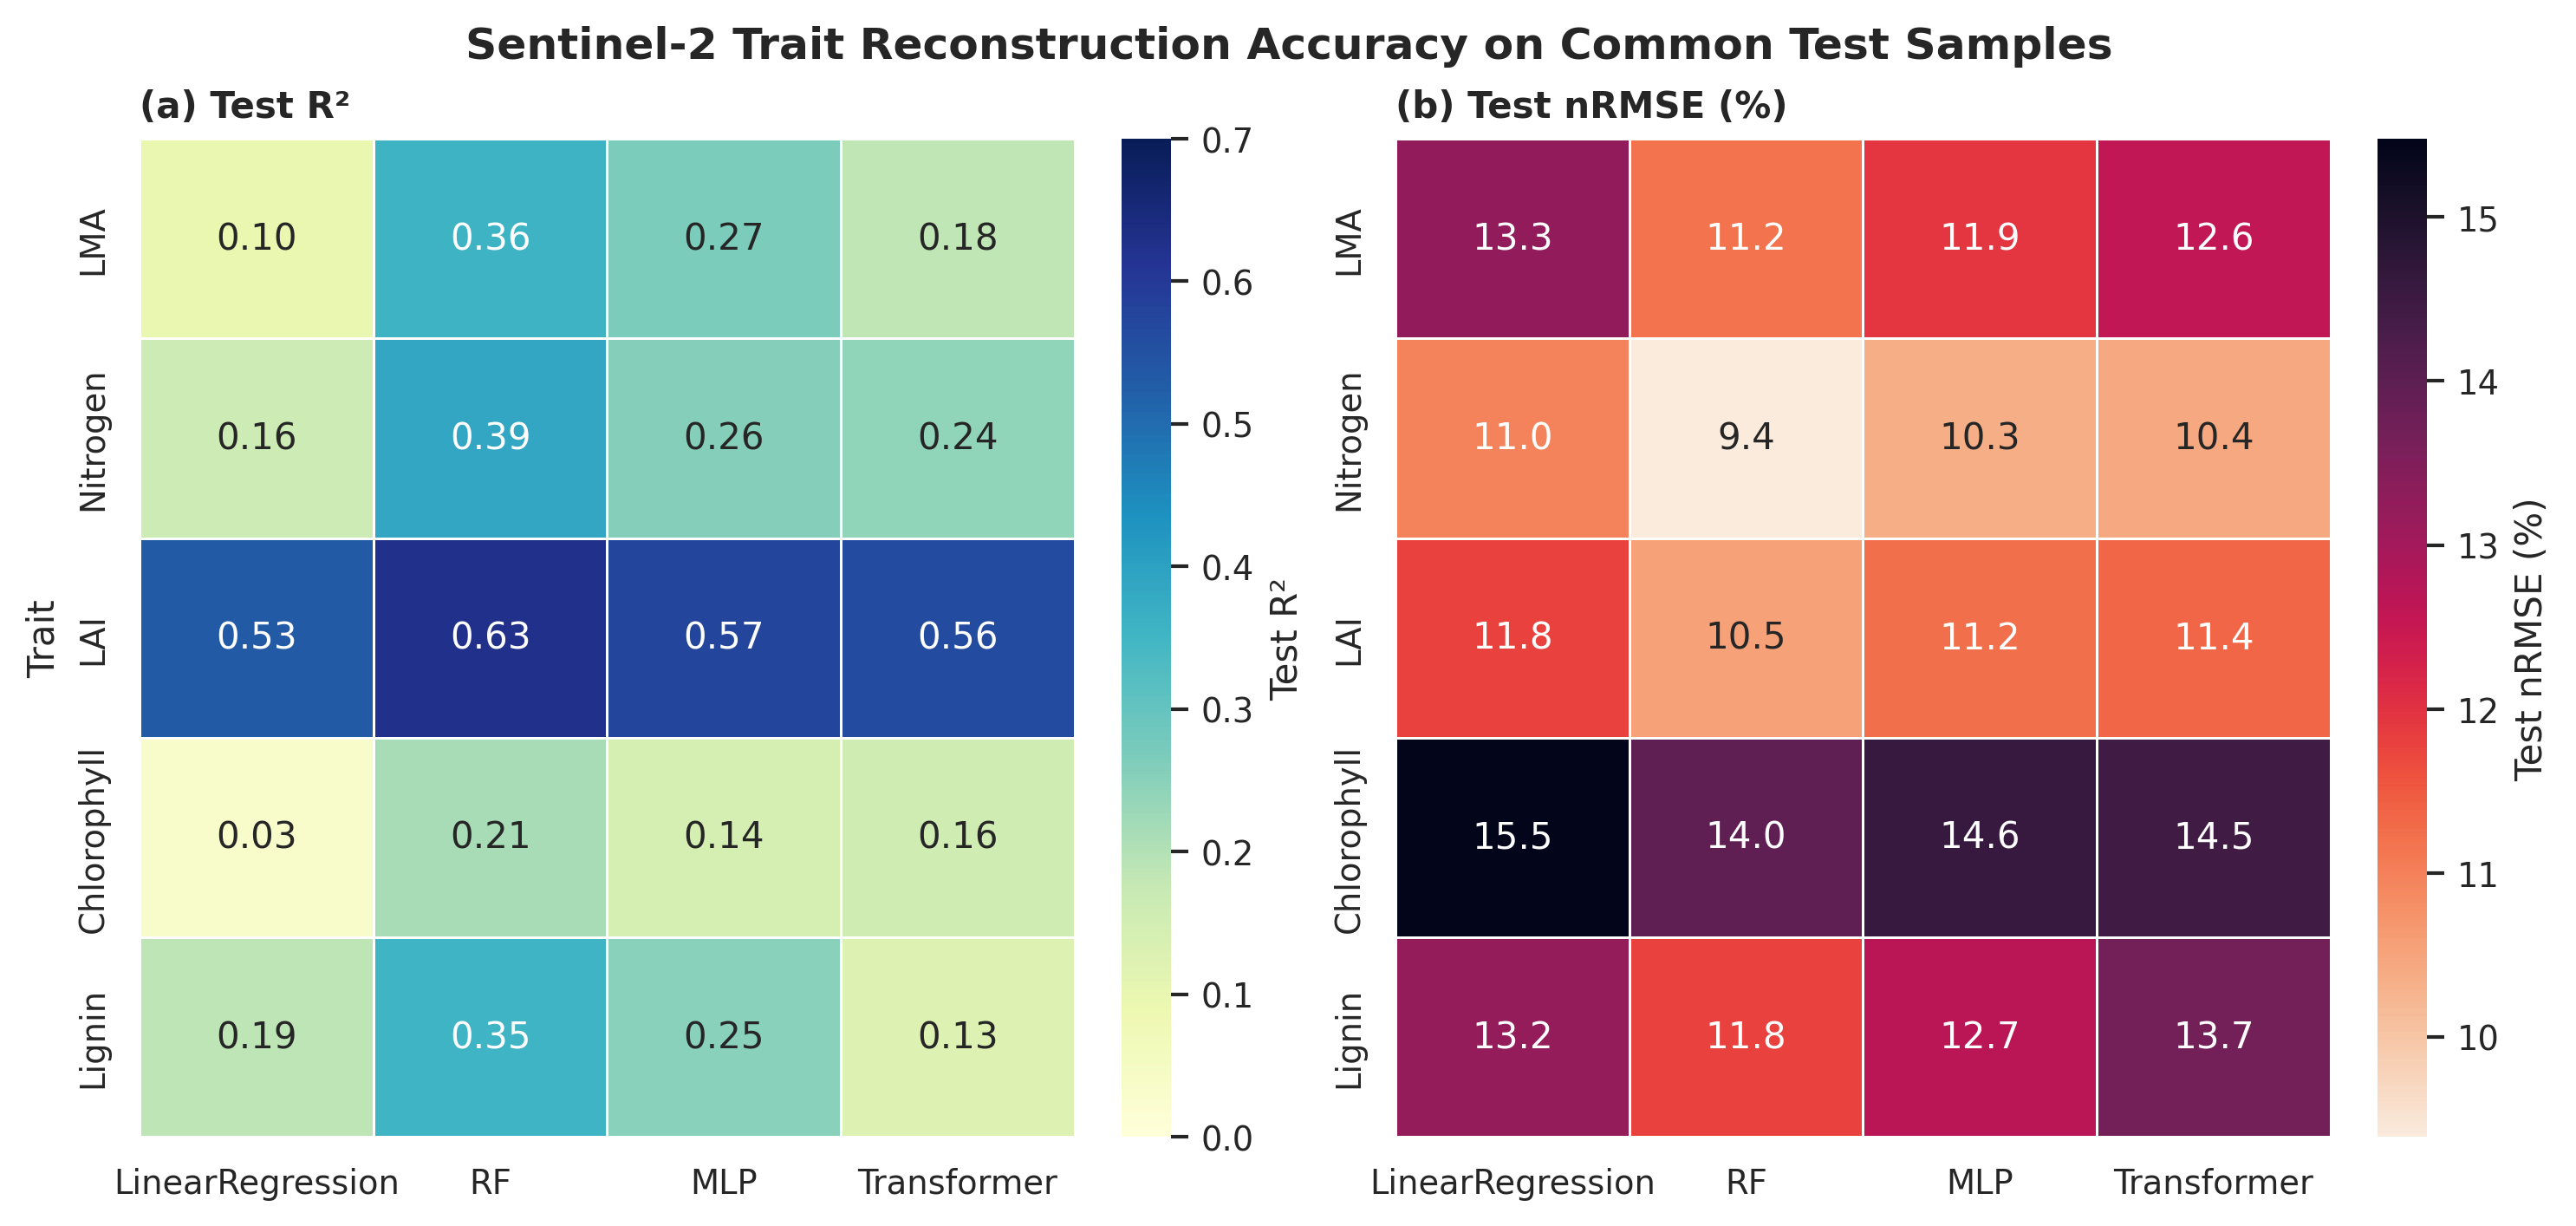 Sentinel-2 Trait Reconstruction Accuracy on Common Test Samples
(a) Test R²
Trait
LMA 0.10 0.36 0.27 0.18
Nitrogen 0.16 0.39 0.26 0.24
LAI 0.53 0.63 0.57 0.56
Chlorophyll 0.03 0.21 0.14 0.16
Lignin 0.19 0.35 0.25 0.13
LinearRegression RF MLP Transformer
0.7
0.6
0.5
0.4
0.3
0.2
0.1
0.0
Test R²
(b) Test nRMSE (%)
LMA 13.3 11.2 11.9 12.6
Nitrogen 11.0 9.4 10.3 10.4
LAI 11.8 10.5 11.2 11.4
Chlorophyll 15.5 14.0 14.6 14.5
Lignin 13.2 11.8 12.7 13.7
LinearRegression RF MLP Transformer
15
14
13
12
11
10
Test nRMSE (%)